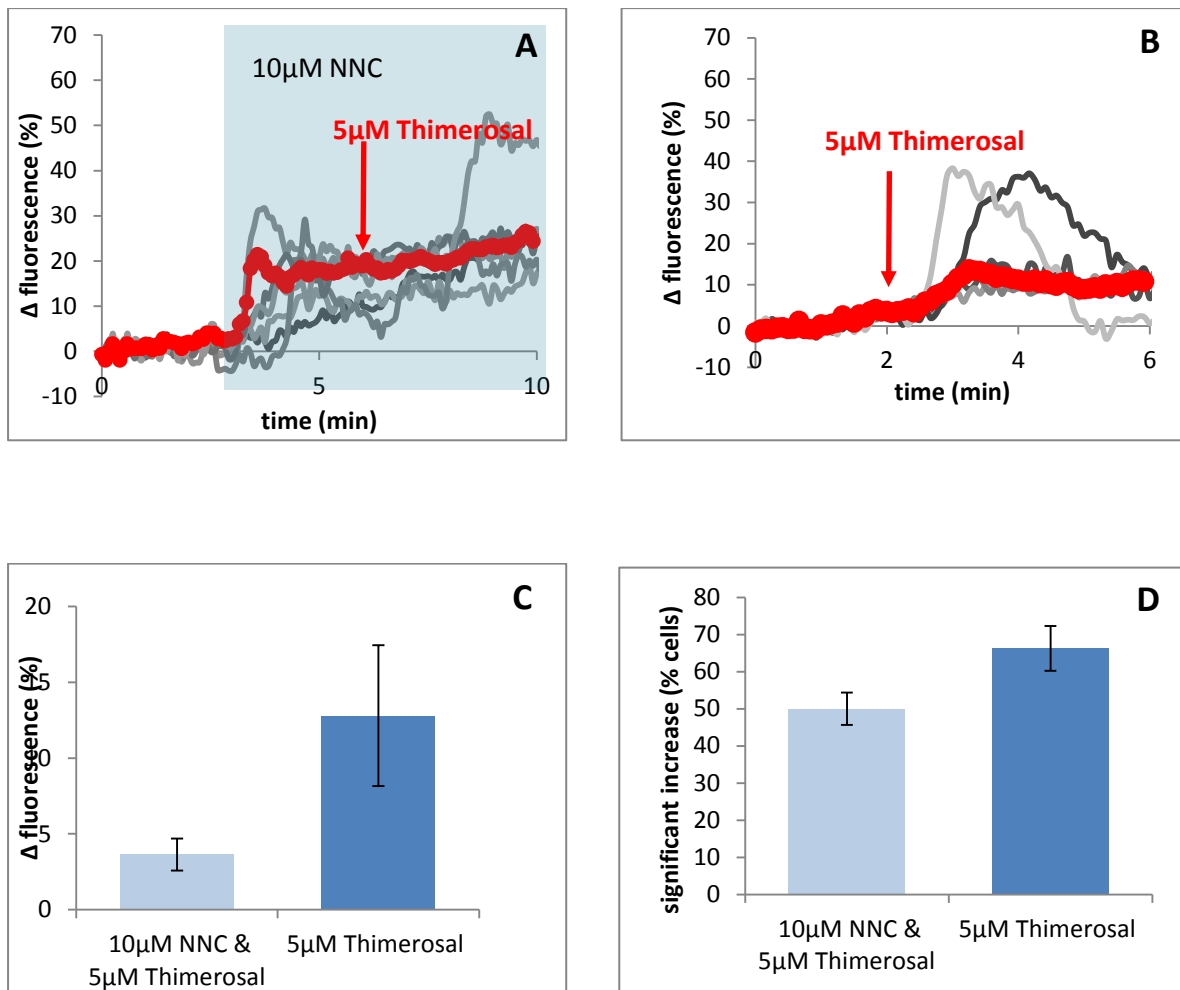 A
70
60
50
40
30
20
10
0
-10
Δ fluorescence (%)
10µM NNC
5µM Thimerosal
0
5
10
time (min)
B
70
60
50
40
30
20
10
0
-10
Δ fluorescence (%)
5µM Thimerosal
0
2
4
6
time (min)
C
20
15
10
5
0
Δ fluorescence (%)
10µM NNC &
5µM Thimerosal
5µM Thimerosal
D
80
70
60
50
40
30
20
10
0
significant increase (% cells)
10µM NNC &
5µM Thimerosal
5µM Thimerosal